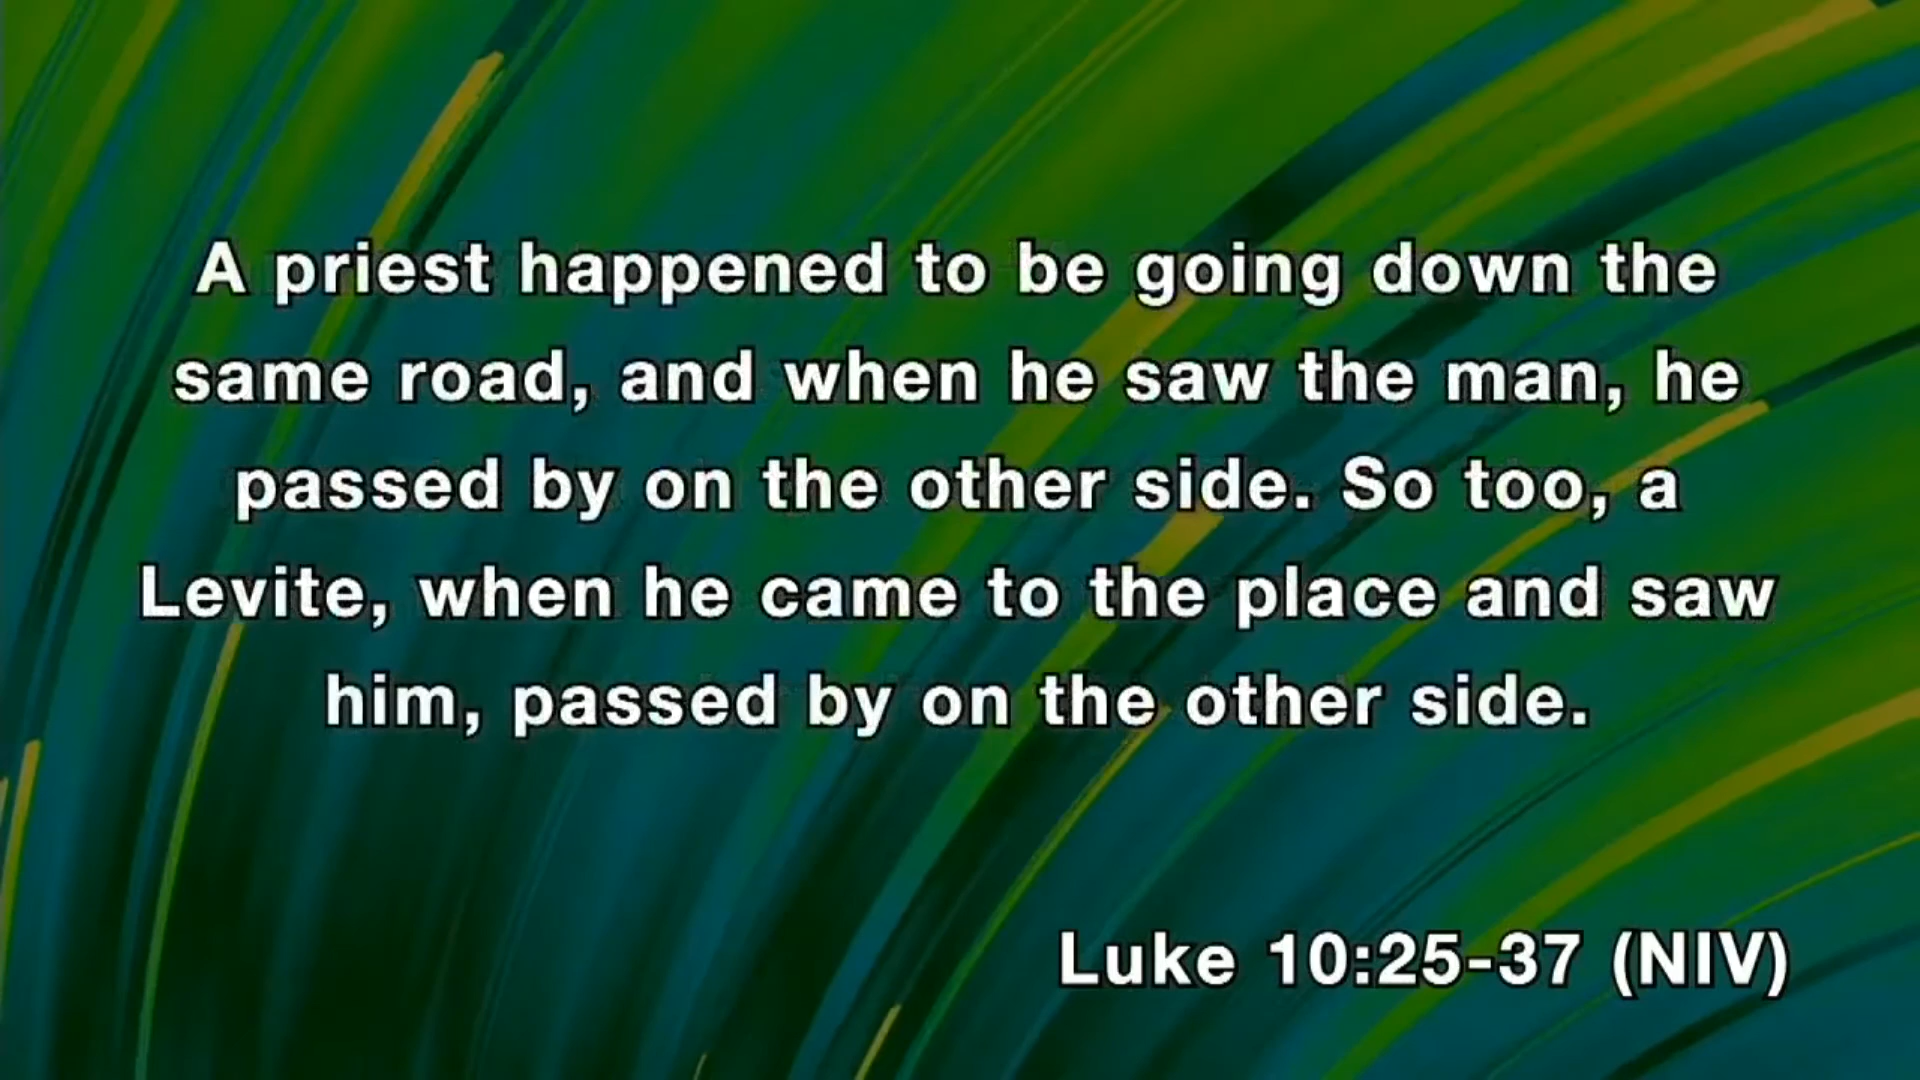 A priest happened to be going down the
same road, and when he saw the man, he
passed by on the other side. So too, a
Levite, when he came to the place and saw
him, passed by on the other side.
Luke 10:25-37 (NIV)